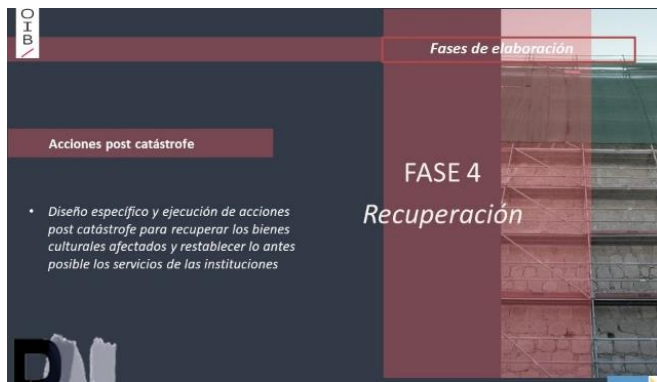 OIB/
Fases de elaboración
Acciones post catástrofe
FASE 4
Recuperación
• Diseño específico y ejecución de acciones
post catástrofe para recuperar los bienes
culturales afectados y restablecer lo antes
posible los servicios de las instituciones